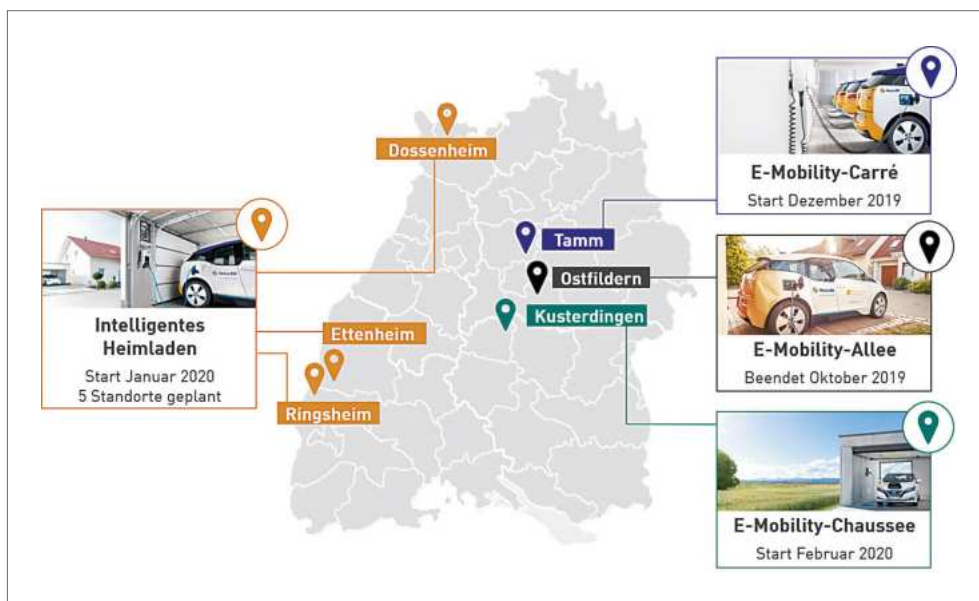 Dossenheim
Intelligentes
Heimladen
Start Januar 2020
5 Standorte geplant
Ettenheim
Ringsheim
Tamm
Ostfildern
Kusterdingen
E-Mobility-Carré
Start Dezember 2019
E-Mobility-Allee
Beendet Oktober 2019
E-Mobility-Chaussee
Start Februar 2020